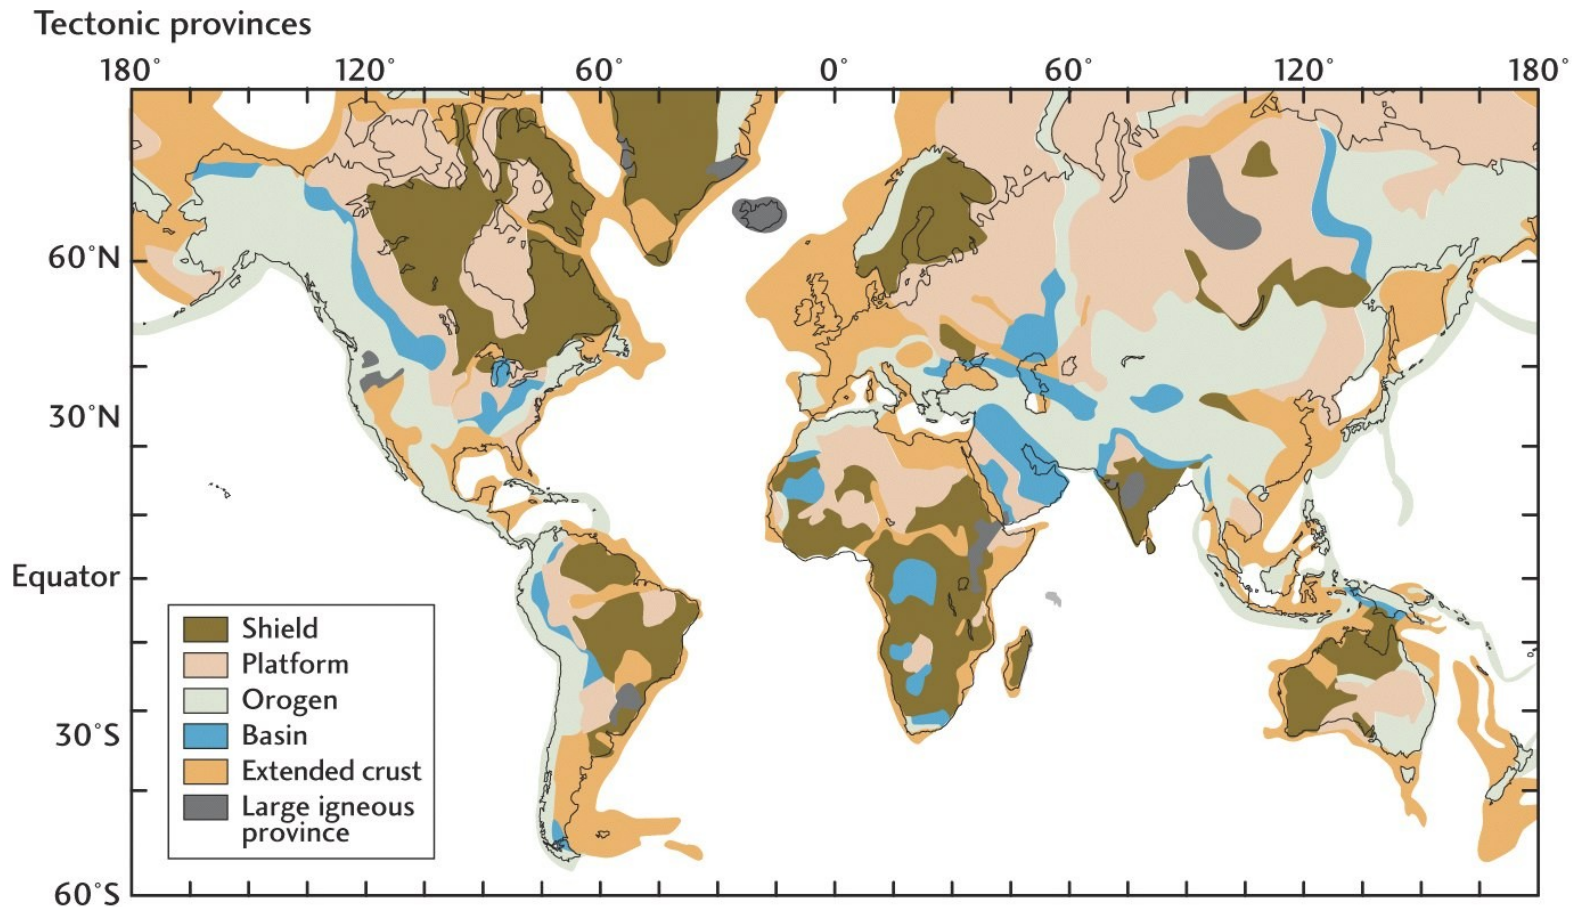 Tectonic provinces
180° 120° 60° 0° 60° 120° 180°
60°N
30°N
Equator
30°S
60°S
Shield
Platform
Orogen
Basin
Extended crust
Large igneous
province